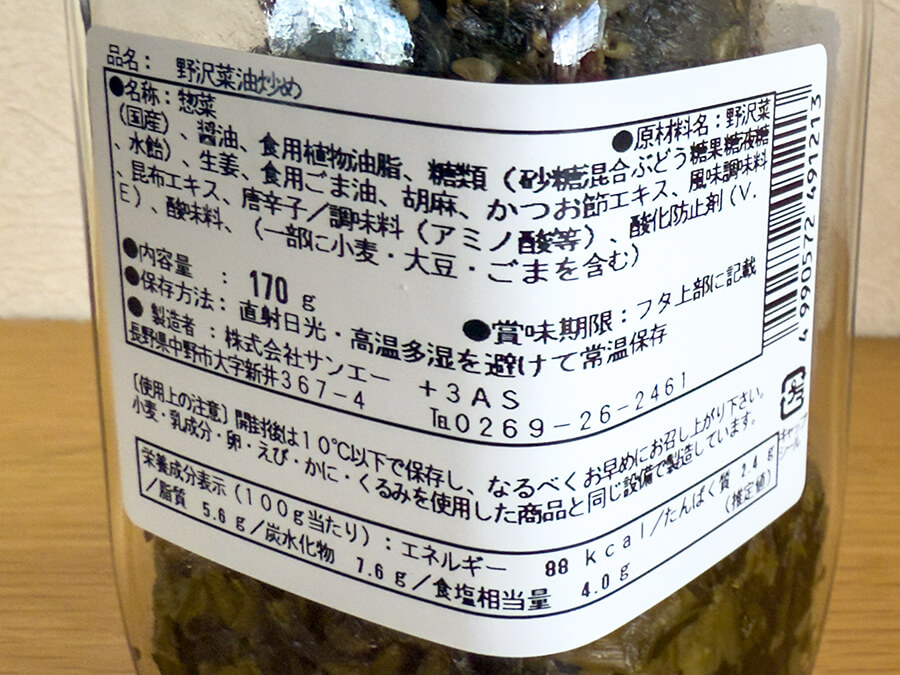 品名： 野沢菜油炒め
●名称：惣菜 ●原材料名：野沢菜
(国産)、醤油、食用植物油脂、糖類（砂糖混合ぶどう糖果糖液糖
、水飴）、生姜、食用ごま油、胡麻、かつお節エキス、風味調味料
、昆布エキス、唐辛子／調味料（アミノ酸等）、酸化防止剤（V.
E）、酸味料、（一部に小麦・大豆・ごまを含む）
●内容量 ：170ｇ ●賞味期限：フタ上部に記載
●保存方法：直射日光・高温多湿を避けて常温保存
●製造者：株式会社サンエー ＋3AS
長野県中野市大字新井367-4 ℡0269-26-2461
〔使用上の注意〕開封後は10℃以下で保存し、なるべくお早めにお召し上がり下さい。
小麦・乳成分・卵・えび・かに・くるみを使用した商品と同じ設備で製造しています。
栄養成分表示（100g当たり）：エネルギー 88 kcal／たんぱく質 2.4 g
／脂質 5.6 g／炭水化物 7.6 g／食塩相当量 4.0 g （推定値）
4 990572 491213
プラ
キャップ
シール